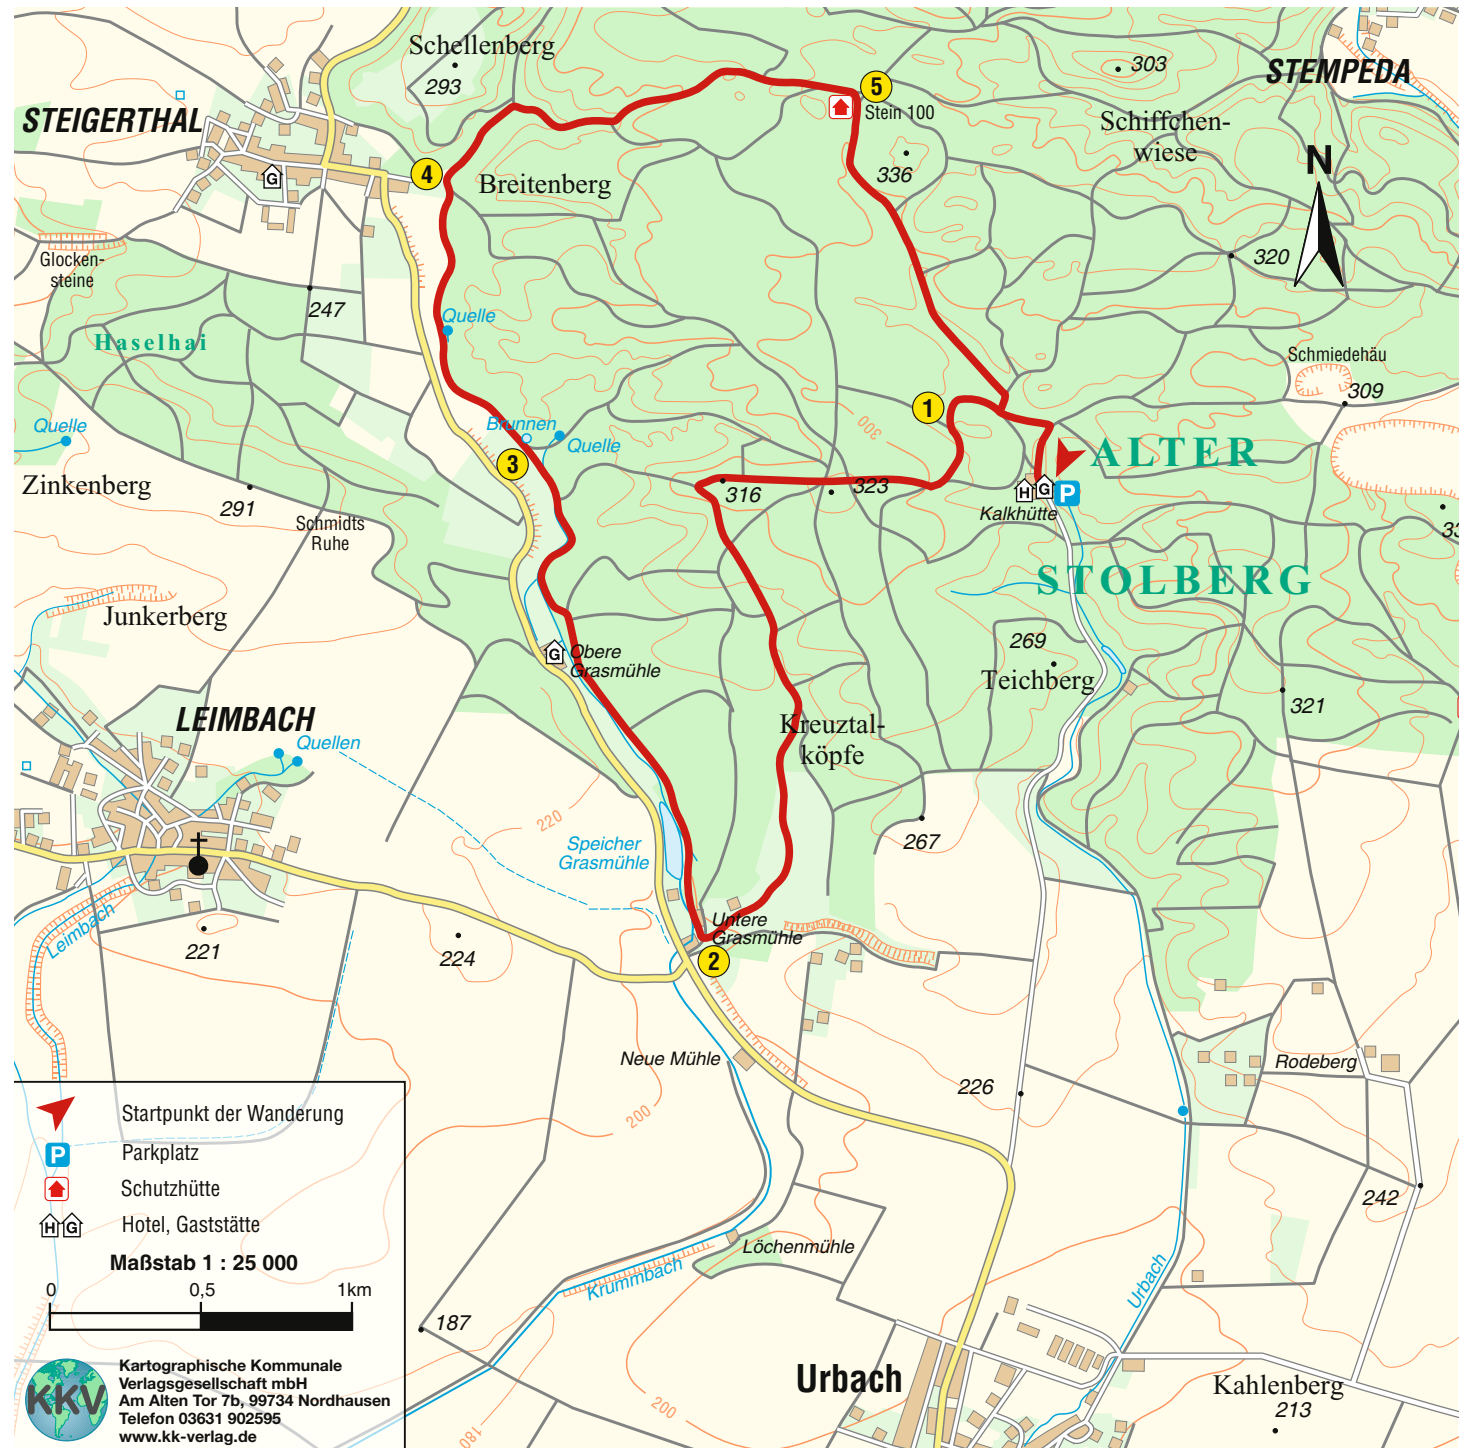 Schellenberg
293
STEIGERTHAL
G
4
Breitenberg
5
Stein 100
336
303
STEMPEDA
Schiffchen-
wiese
N
320
Glocken-
steine
247
Haselhai
Quelle
Schmiedehäu
309
1
300
Quelle
Brunnen
Quelle
3
ALTER
Zinkenberg
291
Schmidts
Ruhe
316
323
H
G
P
Kalkhütte
33
STOLBERG
Junkerberg
269
Teichberg
G
Obere
Grasmühle
321
LEIMBACH
Quellen
Kreuztal-
köpfe
220
Speicher
Grasmühle
267
Leimbach
221
224
Untere
Grasmühle
2
Neue Mühle
200
226
Rodeberg
242
Löchenmühle
Krummbach
Urbach
187
200
180
Urbach
Kahlenberg
213
Startpunkt der Wanderung
P Parkplatz
Schutzhütte
H G Hotel, Gaststätte
Maßstab 1 : 25 000
0 0,5 1km
KKV
Kartographische Kommunale
Verlagsgesellschaft mbH
Am Alten Tor 7b, 99734 Nordhausen
Telefon 03631 902595
www.kk-verlag.de